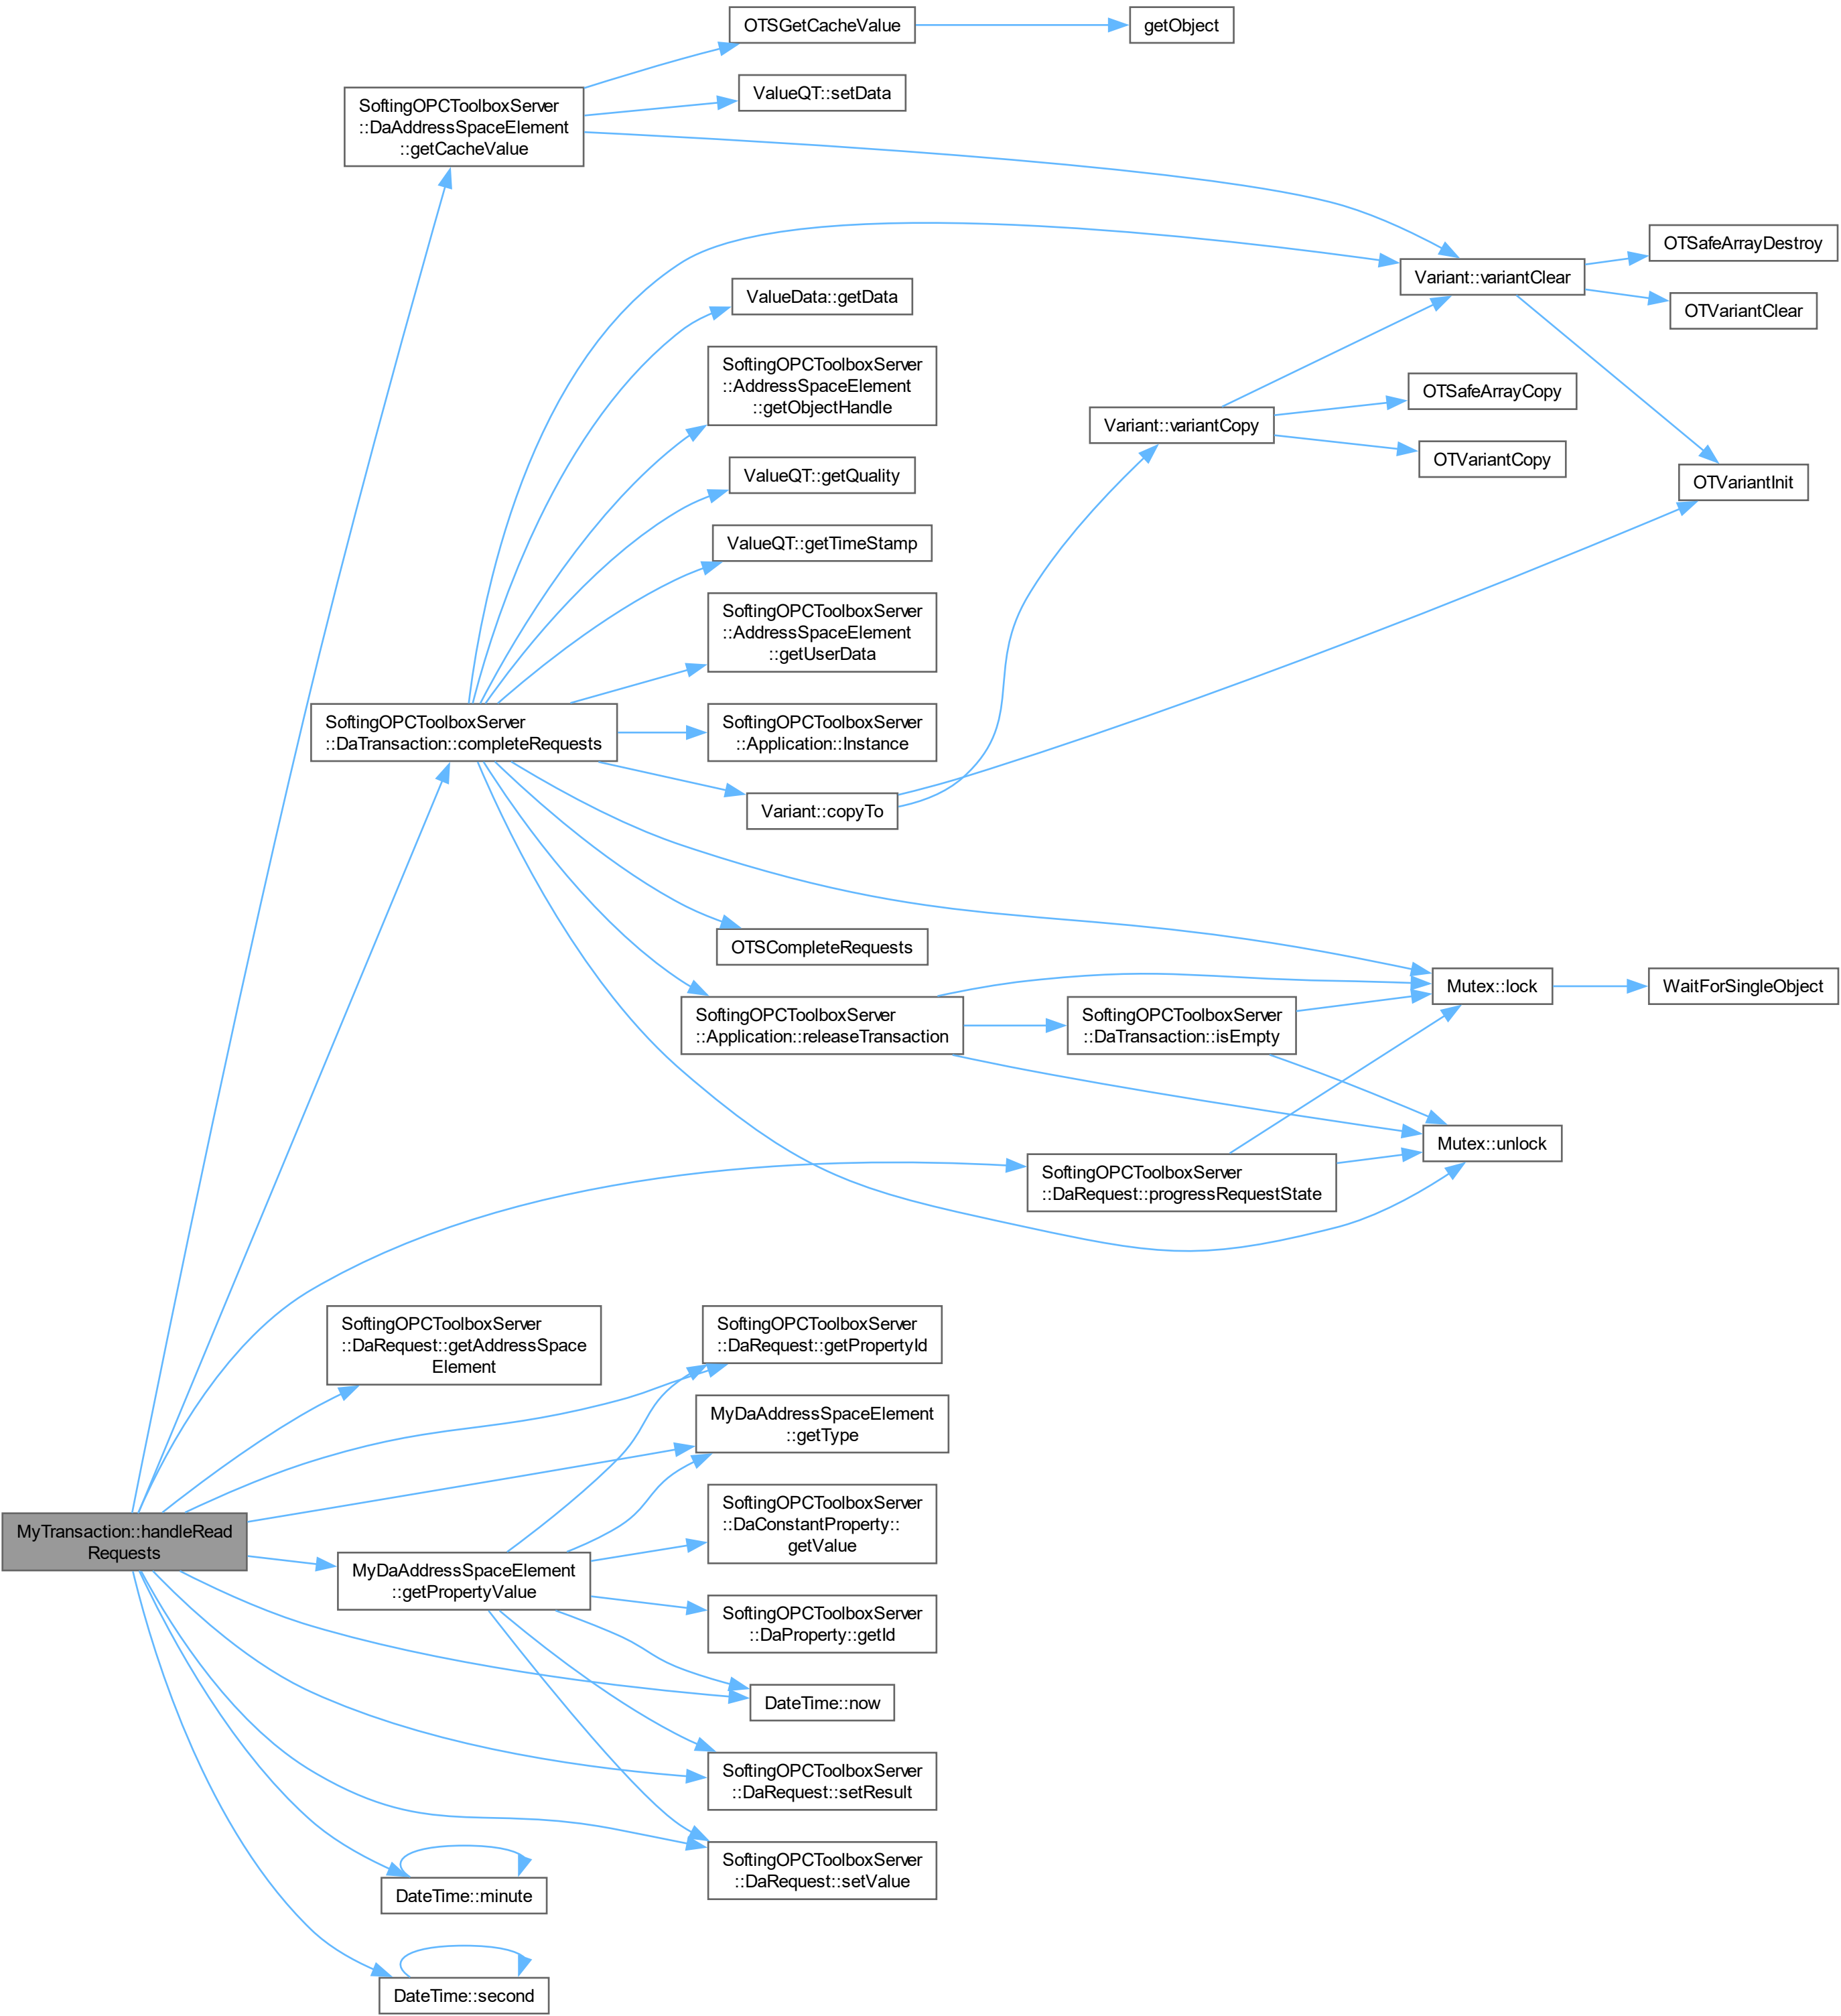 OTSGetCacheValue
getObject
SoftingOPCToolboxServer
::DaAddressSpaceElement
::getCacheValue
ValueQT::setData
OTSafeArrayDestroy
Variant::variantClear
OTVariantClear
ValueData::getData
SoftingOPCToolboxServer
::AddressSpaceElement
::getObjectHandle
OTSafeArrayCopy
Variant::variantCopy
OTVariantCopy
ValueQT::getQuality
OTVariantInit
ValueQT::getTimeStamp
SoftingOPCToolboxServer
::AddressSpaceElement
::getUserData
SoftingOPCToolboxServer
::DaTransaction::completeRequests
SoftingOPCToolboxServer
::Application::Instance
Variant::copyTo
OTSCompleteRequests
Mutex::lock
WaitForSingleObject
SoftingOPCToolboxServer
::Application::releaseTransaction
SoftingOPCToolboxServer
::DaTransaction::isEmpty
Mutex::unlock
SoftingOPCToolboxServer
::DaRequest::progressRequestState
SoftingOPCToolboxServer
::DaRequest::getAddressSpace
Element
SoftingOPCToolboxServer
::DaRequest::getPropertyId
MyDaAddressSpaceElement
::getType
MyTransaction::handleRead
Requests
SoftingOPCToolboxServer
::DaConstantProperty::
getValue
MyDaAddressSpaceElement
::getPropertyValue
SoftingOPCToolboxServer
::DaProperty::getId
DateTime::now
SoftingOPCToolboxServer
::DaRequest::setResult
SoftingOPCToolboxServer
::DaRequest::setValue
DateTime::minute
DateTime::second